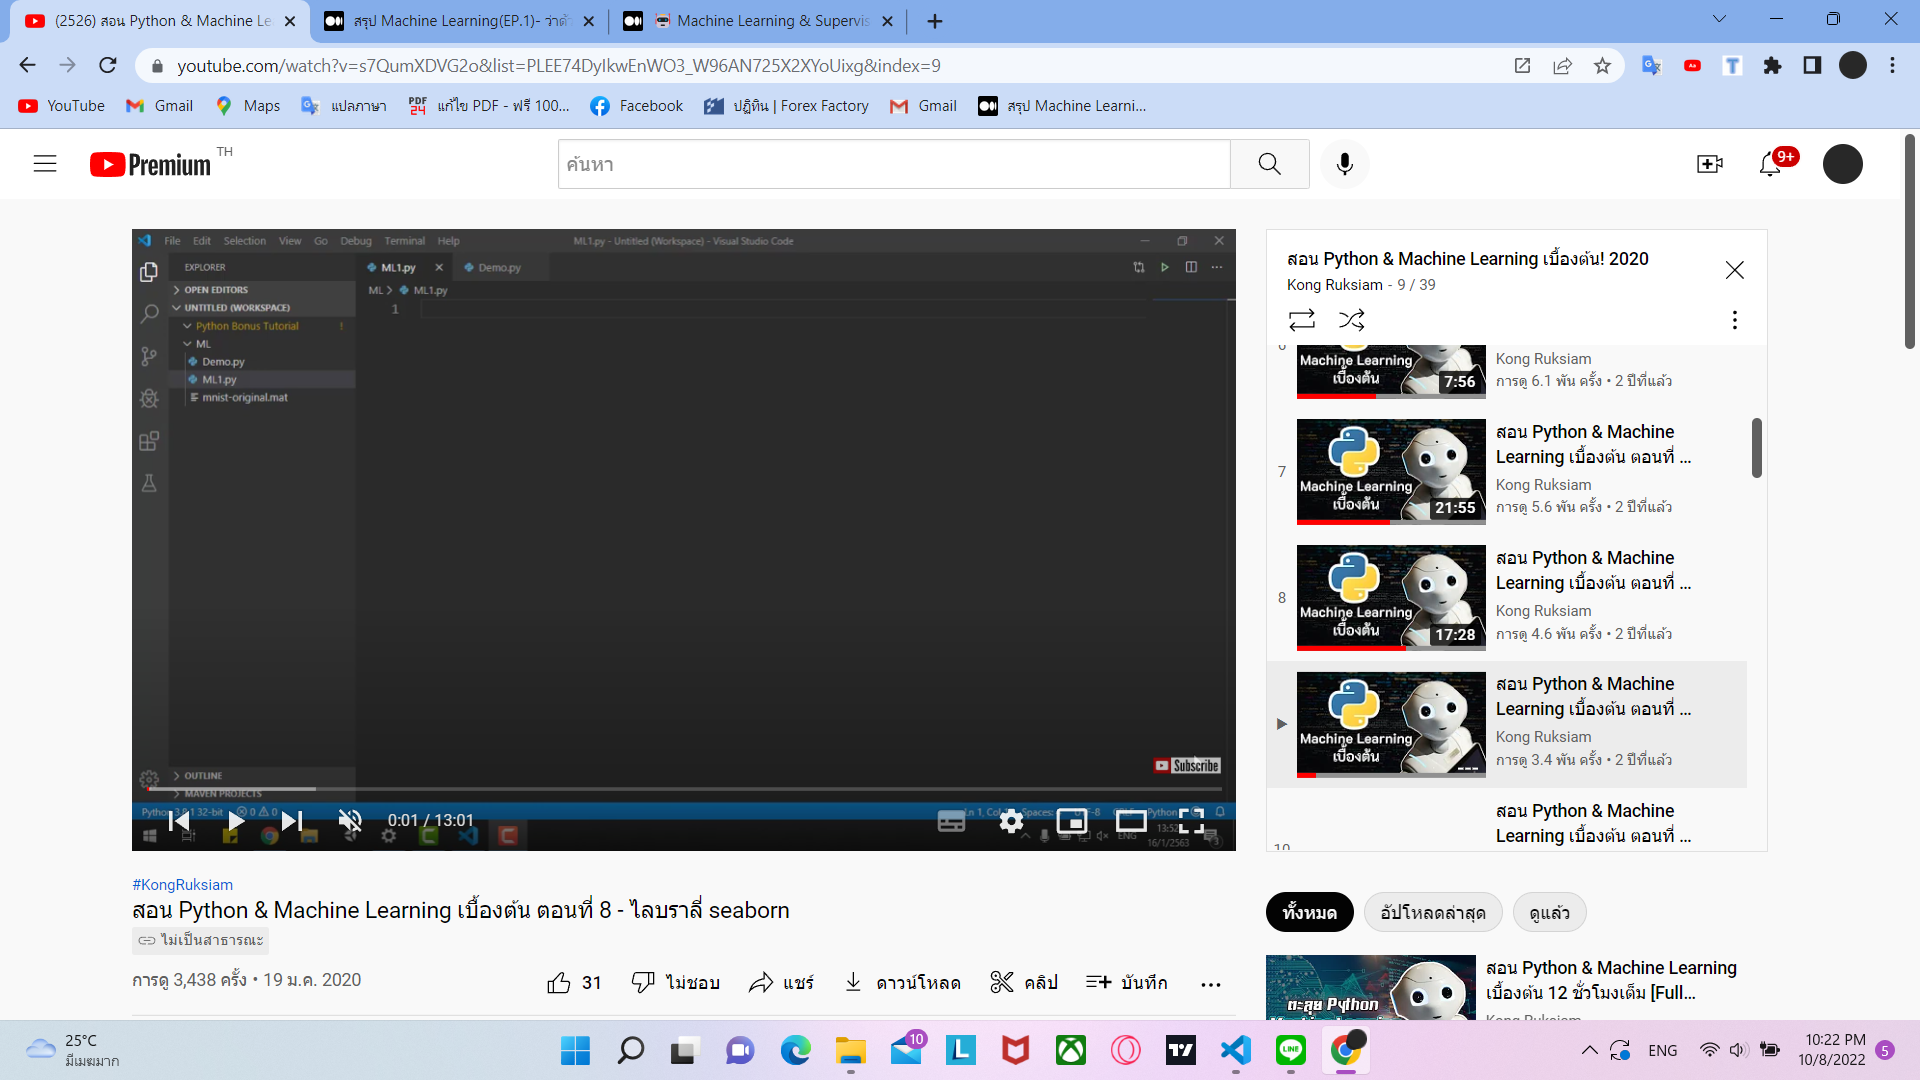 (2526) สอน Python & Machine Le
สรุป Machine Learning(EP.1)- ว่าด้ว
Machine Learning & Supervis
youtube.com/watch?v=s7QumXDVG2o&list=PLEE74DyIkwEnWO3_W96AN725X2XYoUixg&index=9
YouTube
Gmail
Maps
แปลภาษา
แก้ไข PDF - ฟรี 100...
Facebook
ปฏิทิน | Forex Factory
Gmail
สรุป Machine Learni...
Premium TH
ค้นหา
9+
File Edit Selection View Go Debug Terminal Help
ML1.py - Untitled (Workspace) - Visual Studio Code
EXPLORER
ML1.py
Demo.py
OPEN EDITORS
ML > ML1.py
UNTITLED (WORKSPACE)
1
Python Bonus Tutorial !
ML
Demo.py
ML1.py
mnist-original.mat
Subscribe
OUTLINE
MAVEN PROJECTS
0:01 / 13:01
ENG
13:52
16/1/2563
สอน Python & Machine Learning เบื้องต้น! 2020
Kong Ruksiam - 9 / 39
6
Machine Learning
เบื้องต้น
7:56
Kong Ruksiam
การดู 6.1 พัน ครั้ง • 2 ปีที่แล้ว
7
Machine Learning
เบื้องต้น
21:55
สอน Python & Machine
Learning เบื้องต้น ตอนที่ ...
Kong Ruksiam
การดู 5.6 พัน ครั้ง • 2 ปีที่แล้ว
8
Machine Learning
เบื้องต้น
17:28
สอน Python & Machine
Learning เบื้องต้น ตอนที่ ...
Kong Ruksiam
การดู 4.6 พัน ครั้ง • 2 ปีที่แล้ว
Machine Learning
เบื้องต้น
สอน Python & Machine
Learning เบื้องต้น ตอนที่ ...
Kong Ruksiam
การดู 3.4 พัน ครั้ง • 2 ปีที่แล้ว
10
สอน Python & Machine
Learning เบื้องต้น ตอนที่ ...
#KongRuksiam
สอน Python & Machine Learning เบื้องต้น ตอนที่ 8 - ไลบราลี่ seaborn
ไม่เป็นสาธารณะ
การดู 3,438 ครั้ง • 19 ม.ค. 2020
31
ไม่ชอบ
แชร์
ดาวน์โหลด
คลิป
บันทึก
ทั้งหมด
อัปโหลดล่าสุด
ดูแล้ว
ตะลุย Python
สอน Python & Machine Learning
เบื้องต้น 12 ชั่วโมงเต็ม [Full...
Kong Ruksiam
25°C
มีเมฆมาก
10
ENG
10:22 PM
10/8/2022
5